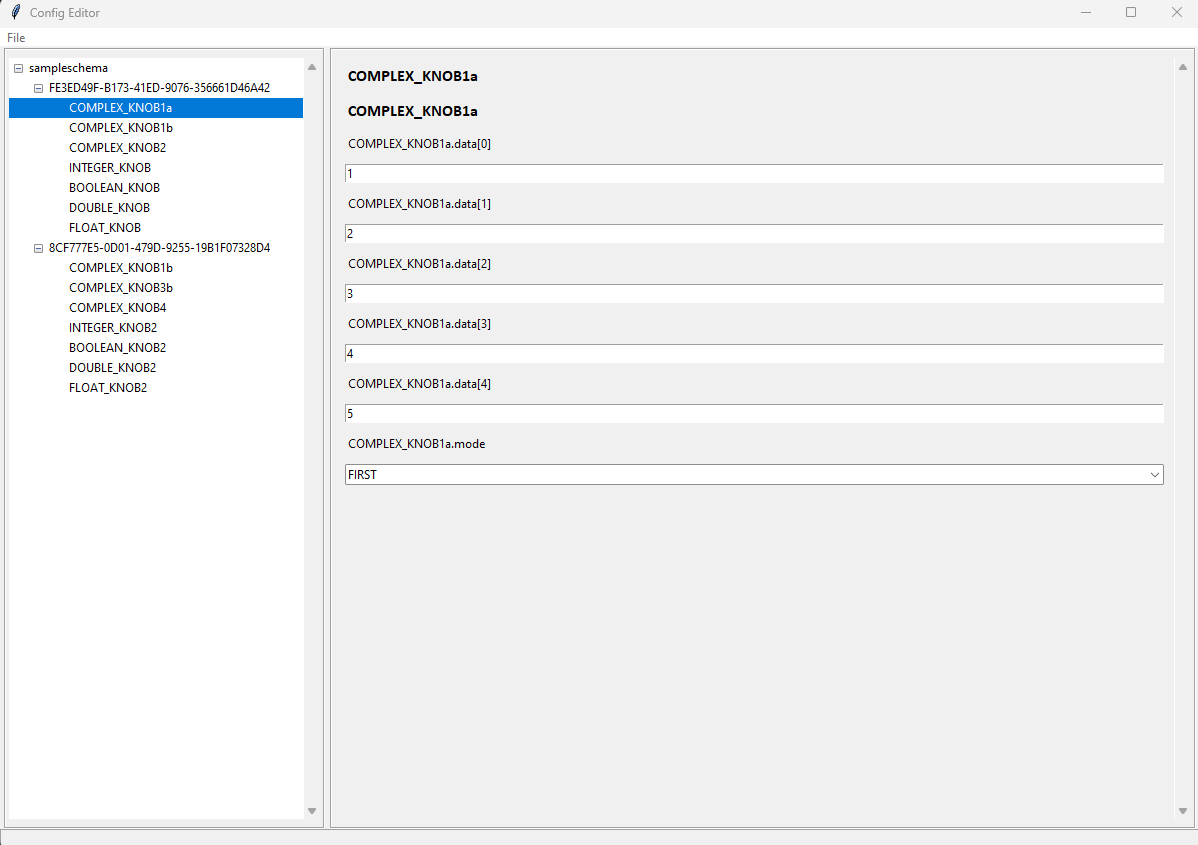 Config Editor
File
sampleschema
FE3ED49F-B173-41ED-9076-356661D46A42
COMPLEX_KNOB1a
COMPLEX_KNOB1b
COMPLEX_KNOB2
INTEGER_KNOB
BOOLEAN_KNOB
DOUBLE_KNOB
FLOAT_KNOB
8CF777E5-0D01-479D-9255-19B1F07328D4
COMPLEX_KNOB1b
COMPLEX_KNOB3b
COMPLEX_KNOB4
INTEGER_KNOB2
BOOLEAN_KNOB2
DOUBLE_KNOB2
FLOAT_KNOB2
COMPLEX_KNOB1a
COMPLEX_KNOB1a
COMPLEX_KNOB1a.data[0]
1
COMPLEX_KNOB1a.data[1]
2
COMPLEX_KNOB1a.data[2]
3
COMPLEX_KNOB1a.data[3]
4
COMPLEX_KNOB1a.data[4]
5
COMPLEX_KNOB1a.mode
FIRST